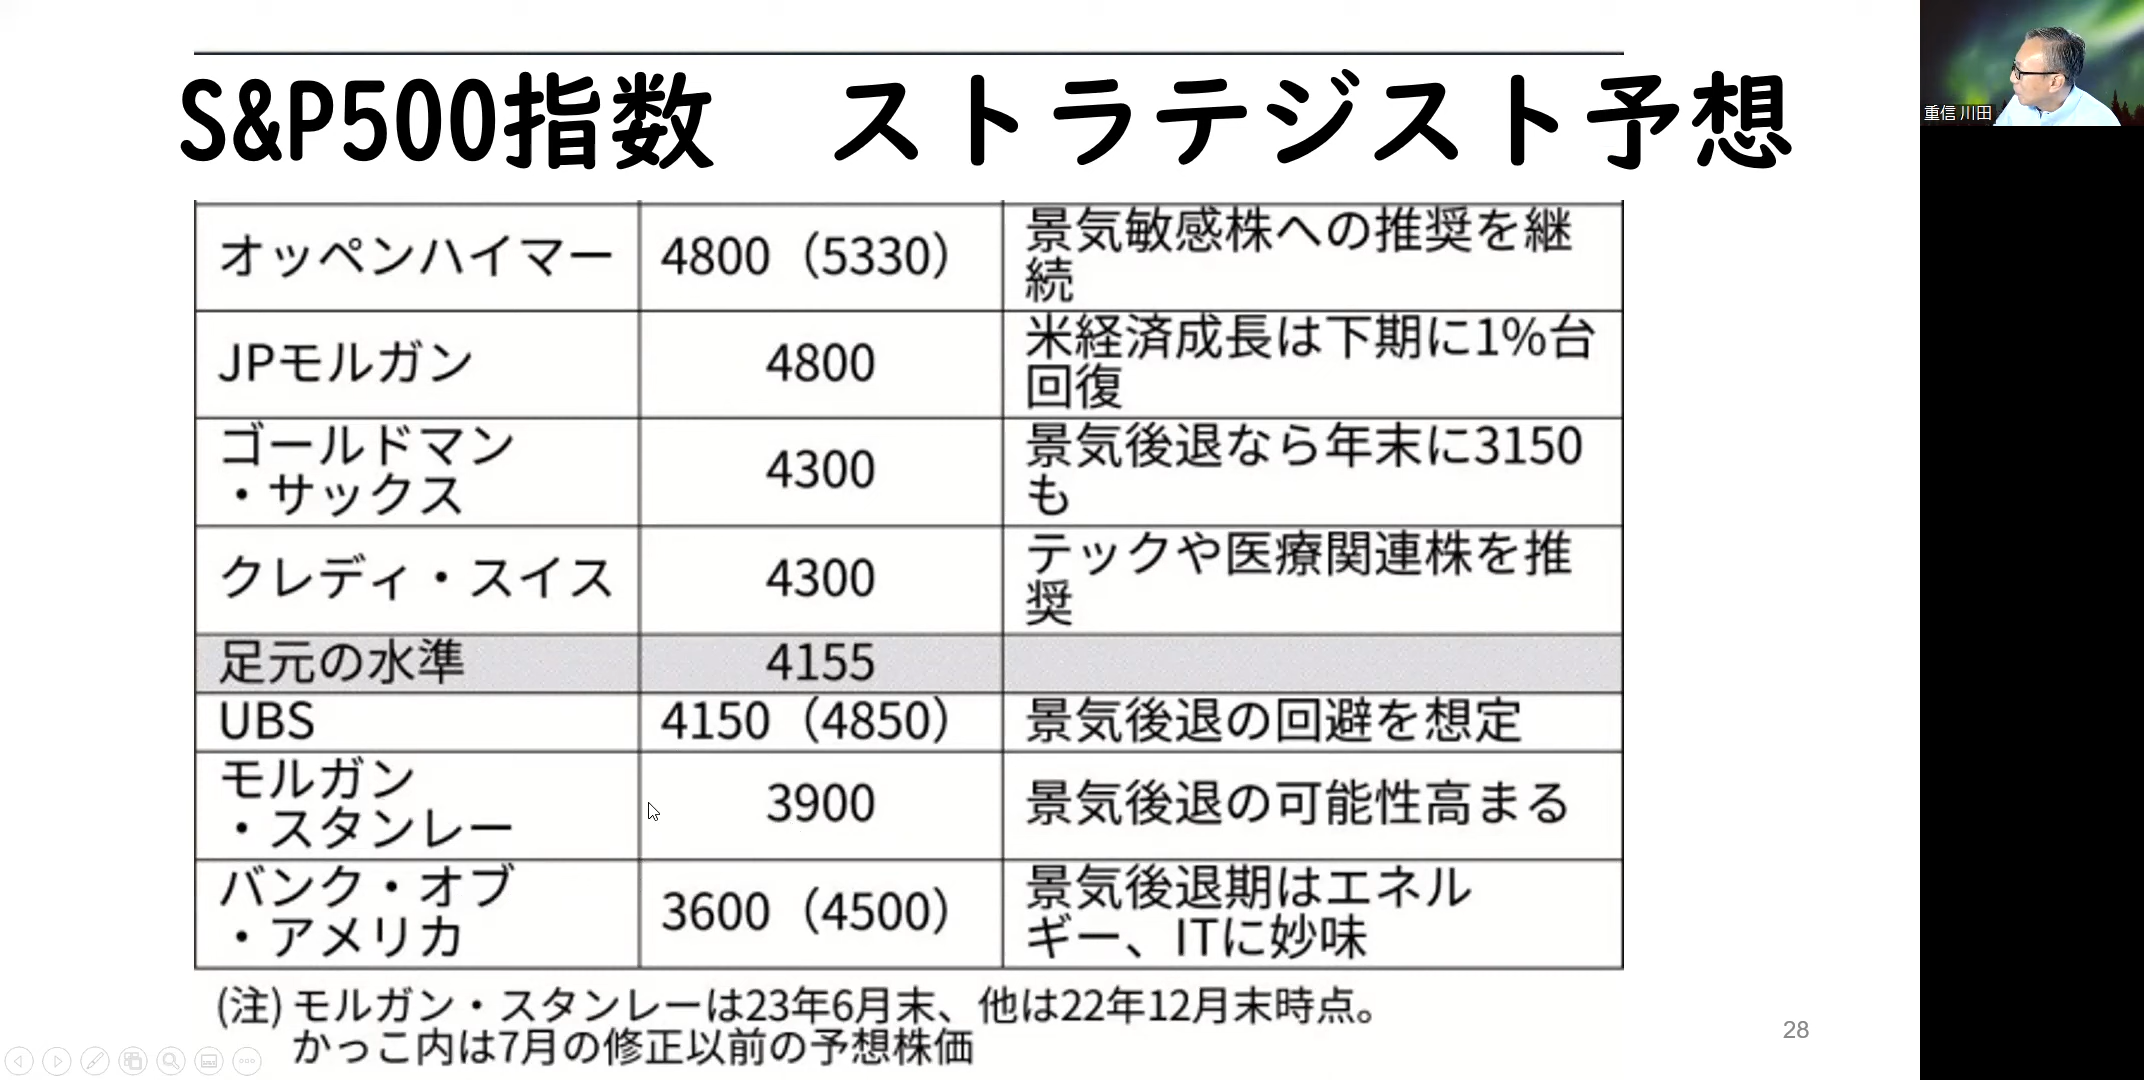 S&P500指数　ストラテジスト予想
オッペンハイマー
4800（5330）
景気敏感株への推奨を継
続
JPモルガン
4800
米経済成長は下期に1%台
回復
ゴールドマン
・サックス
4300
景気後退なら年末に3150
も
クレディ・スイス
4300
テックや医療関連株を推
奨
足元の水準
4155
UBS
4150（4850）
景気後退の回避を想定
モルガン
・スタンレー
3900
景気後退の可能性高まる
バンク・オブ
・アメリカ
3600（4500）
景気後退期はエネル
ギー、ITに妙味
(注) モルガン・スタンレーは23年6月末、他は22年12月末時点。
かっこ内は7月の修正以前の予想株価
28
重信 川田